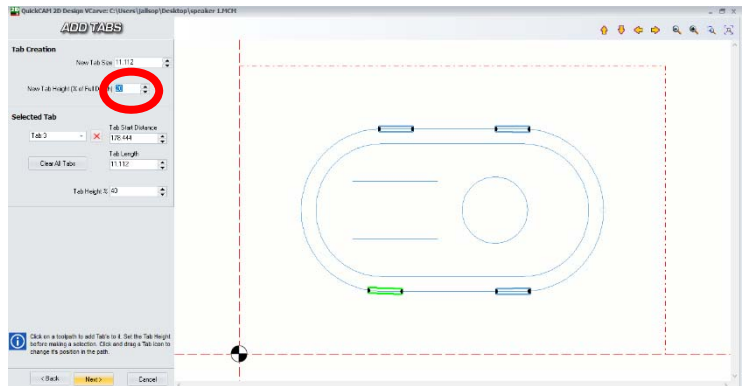 QuickCAM 2D Design VCarve: C:\Users\jallsop\Desktop\speaker 1.MCM
ADD TABS
Tab Creation
New Tab Size 11.112
New Tab Height (% of Full Depth)
Selected Tab
Tab 3
Tab Start Distance
178.444
Clear All Tabs
Tab Length
11.112
Tab Height % 40
Click on a toolpath to add Tab's to it. Set the Tab Height
before making a selection. Click and drag a Tab icon to
change it's position in the path.
< Back
Next >
Cancel